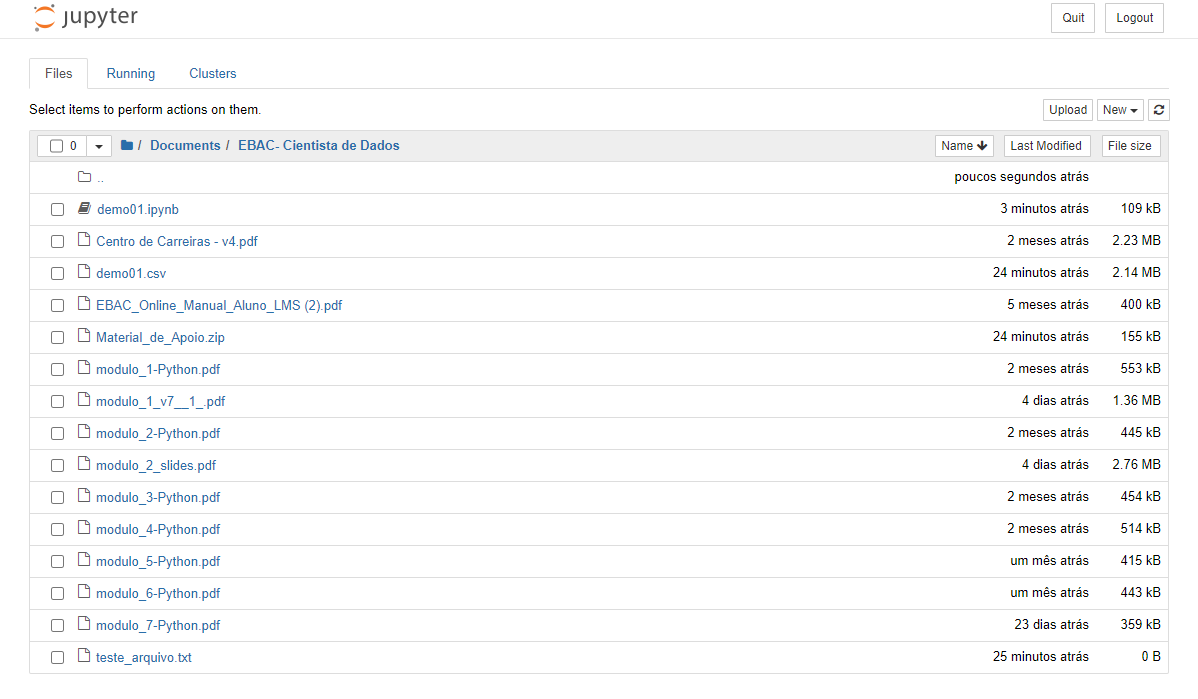 jupyter Quit Logout
Files Running Clusters
Select items to perform actions on them. Upload New
0 / Documents / EBAC- Cientista de Dados Name Last Modified File size
.. poucos segundos atrás
demo01.ipynb 3 minutos atrás 109 kB
Centro de Carreiras - v4.pdf 2 meses atrás 2.23 MB
demo01.csv 24 minutos atrás 2.14 MB
EBAC_Online_Manual_Aluno_LMS (2).pdf 5 meses atrás 400 kB
Material_de_Apoio.zip 24 minutos atrás 155 kB
modulo_1-Python.pdf 2 meses atrás 553 kB
modulo_1_v7__1_.pdf 4 dias atrás 1.36 MB
modulo_2-Python.pdf 2 meses atrás 445 kB
modulo_2_slides.pdf 4 dias atrás 2.76 MB
modulo_3-Python.pdf 2 meses atrás 454 kB
modulo_4-Python.pdf 2 meses atrás 514 kB
modulo_5-Python.pdf um mês atrás 415 kB
modulo_6-Python.pdf um mês atrás 443 kB
modulo_7-Python.pdf 23 dias atrás 359 kB
teste_arquivo.txt 25 minutos atrás 0 B